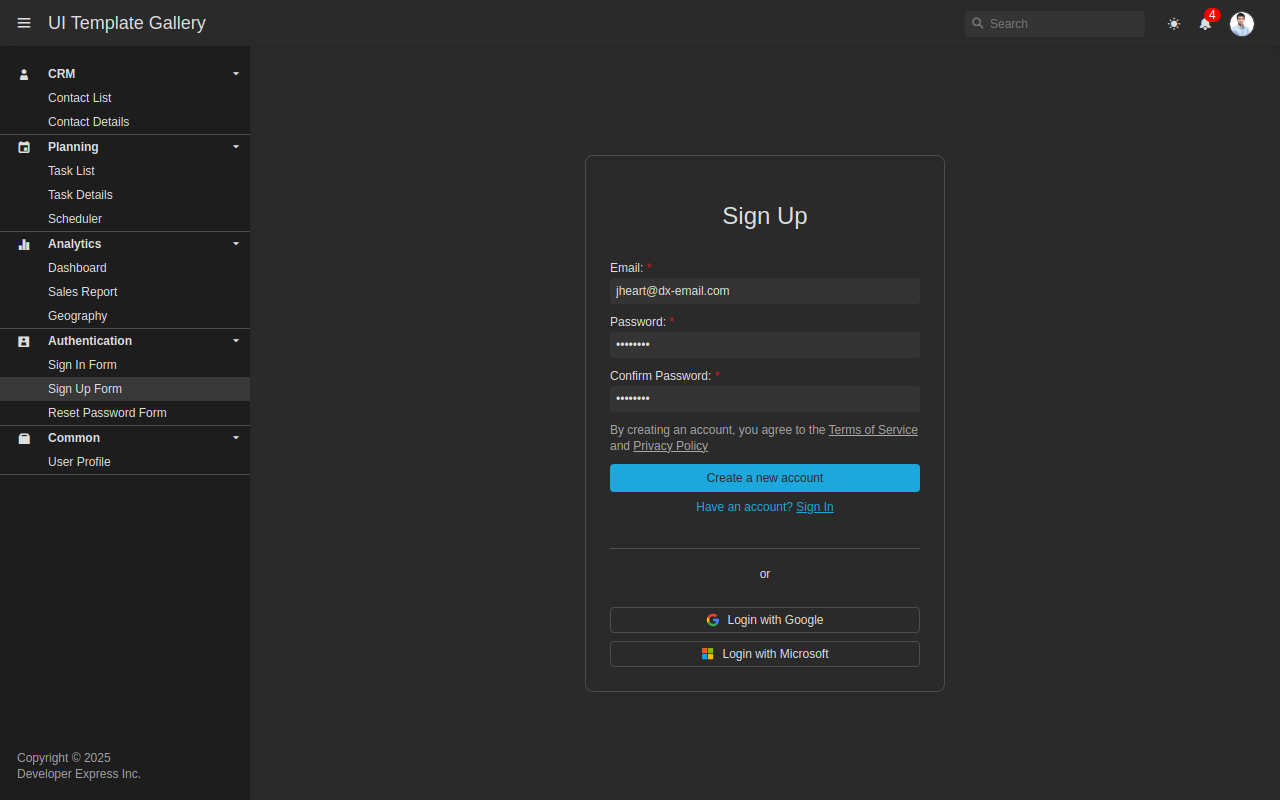 UI Template Gallery
Search
4
CRM
Contact List
Contact Details
Planning
Task List
Task Details
Scheduler
Analytics
Dashboard
Sales Report
Geography
Authentication
Sign In Form
Sign Up Form
Reset Password Form
Common
User Profile
Copyright © 2025
Developer Express Inc.
Sign Up
Email: *
jheart@dx-email.com
Password: *
••••••••
Confirm Password: *
••••••••
By creating an account, you agree to the Terms of Service
and Privacy Policy
Create a new account
Have an account? Sign In
or
Login with Google
Login with Microsoft